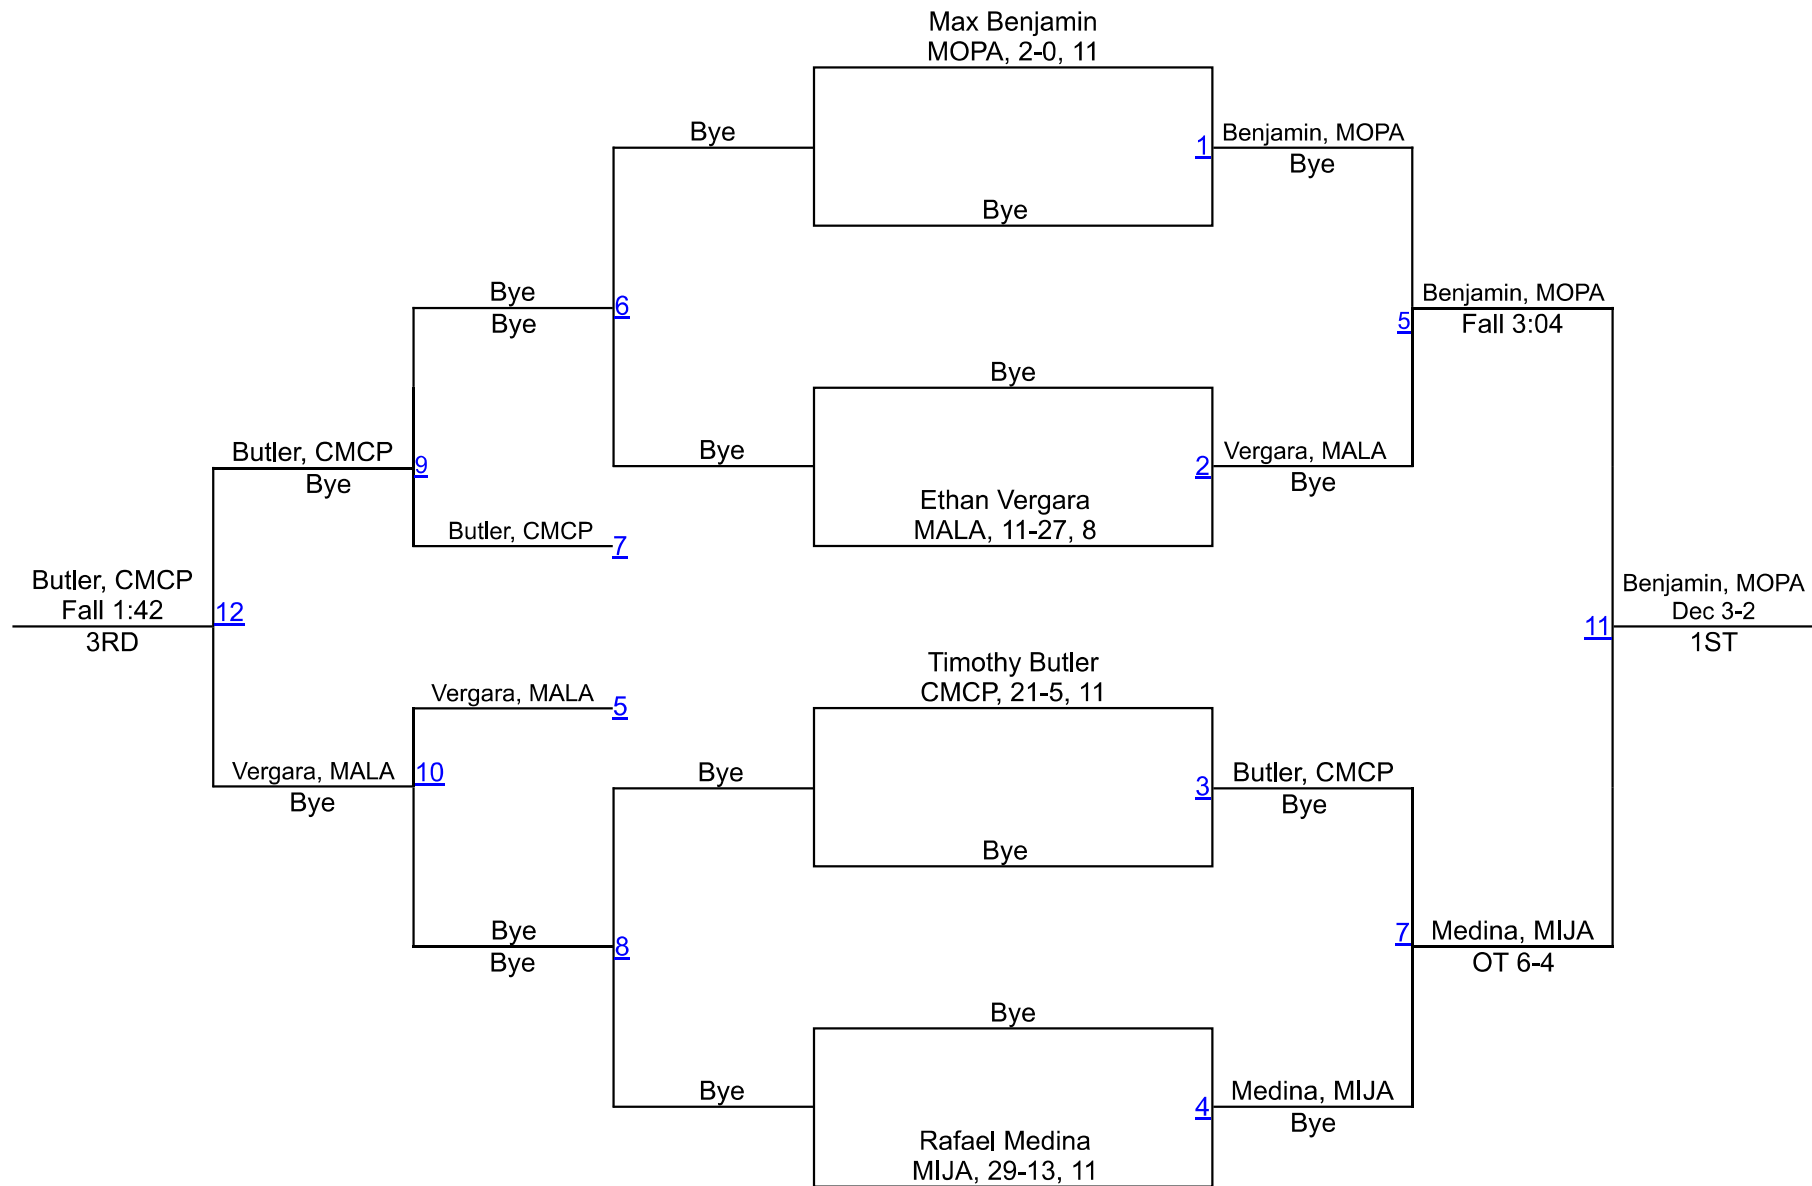 Max Benjamin
MOPA, 2-0, 11
Bye
1
Benjamin, MOPA
Bye
Bye
Bye
Bye
6
Benjamin, MOPA
5
Fall 3:04
Bye
Butler, CMCP
9
Bye
Bye
2
Vergara, MALA
Bye
Ethan Vergara
MALA, 11-27, 8
Butler, CMCP
7
Butler, CMCP
Fall 1:42
12
3RD
Benjamin, MOPA
Dec 3-2
11
1ST
Timothy Butler
CMCP, 21-5, 11
Vergara, MALA
5
Vergara, MALA
10
Bye
Bye
3
Butler, CMCP
Bye
Bye
Bye
8
Bye
7
Medina, MIJA
OT 6-4
Bye
Bye
4
Medina, MIJA
Bye
Rafael Medina
MIJA, 29-13, 11